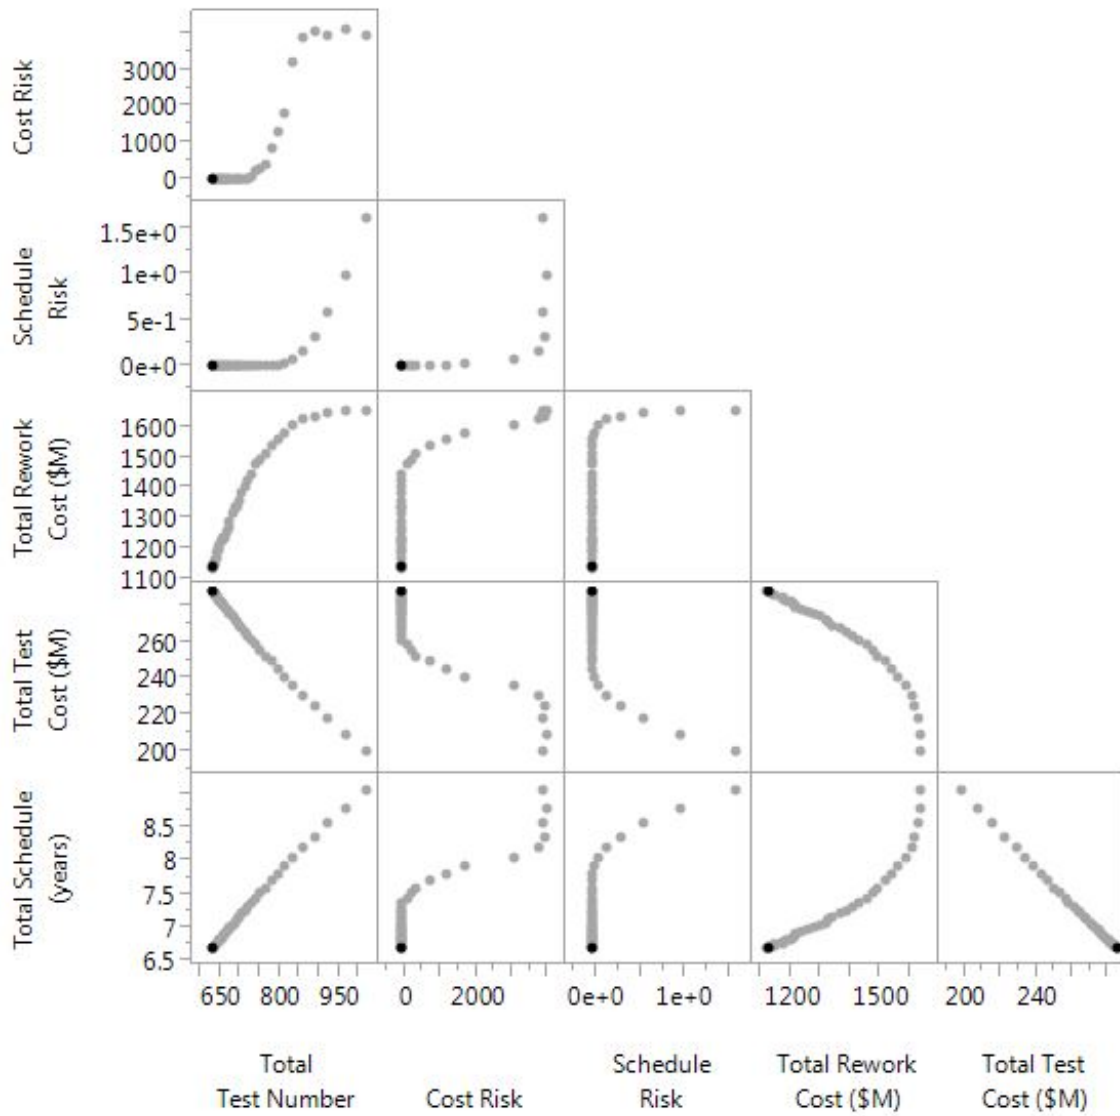 Cost Risk
3000
2000
1000
0
Schedule
Risk
1.5e+0
1e+0
5e-1
0e+0
Total Rework
Cost ($M)
1600
1500
1400
1300
1200
1100
Total Test
Cost ($M)
260
240
220
200
Total Schedule
(years)
8.5
8
7.5
7
6.5
650 800 950 0 2000 0e+0 1e+0 1200 1500 200 240
Total
Test Number
Cost Risk
Schedule
Risk
Total Rework
Cost ($M)
Total Test
Cost ($M)